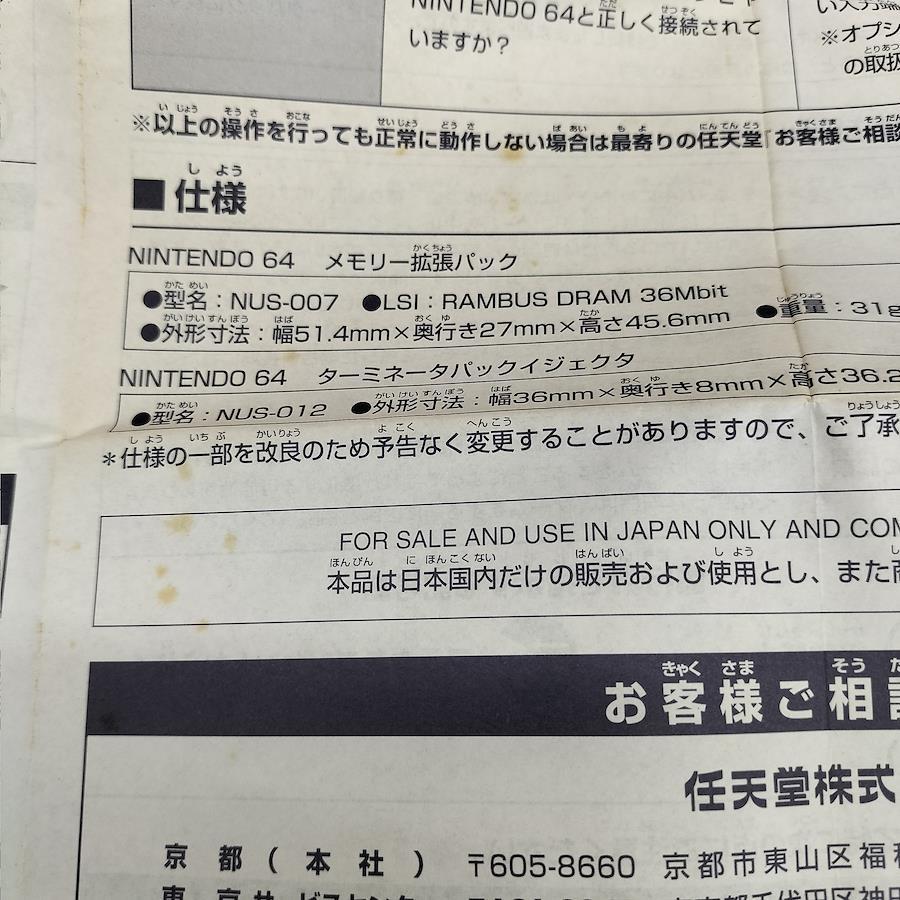 NINTENDO 64と正しく接続されて
いますか?
※オプシ
の取扱
※以上の操作を行っても正常に動作しない場合は最寄りの任天堂「お客様ご相談
■仕様
NINTENDO 64 メモリー拡張パック
●型名:NUS-007 ●LSI:RAMBUS DRAM 36Mbit
●外形寸法:幅51.4mm×奥行き27mm×高さ45.6mm ●重量:31g
NINTENDO 64 ターミネータパックイジェクタ
●型名:NUS-012 ●外形寸法:幅36mm×奥行き8mm×高さ36.2
*仕様の一部を改良のため予告なく変更することがありますので、ご了承
FOR SALE AND USE IN JAPAN ONLY AND COM
本品は日本国内だけの販売および使用とし、また商
お客様ご相談
任天堂株式
京都(本社) 〒605-8660 京都市東山区福稲